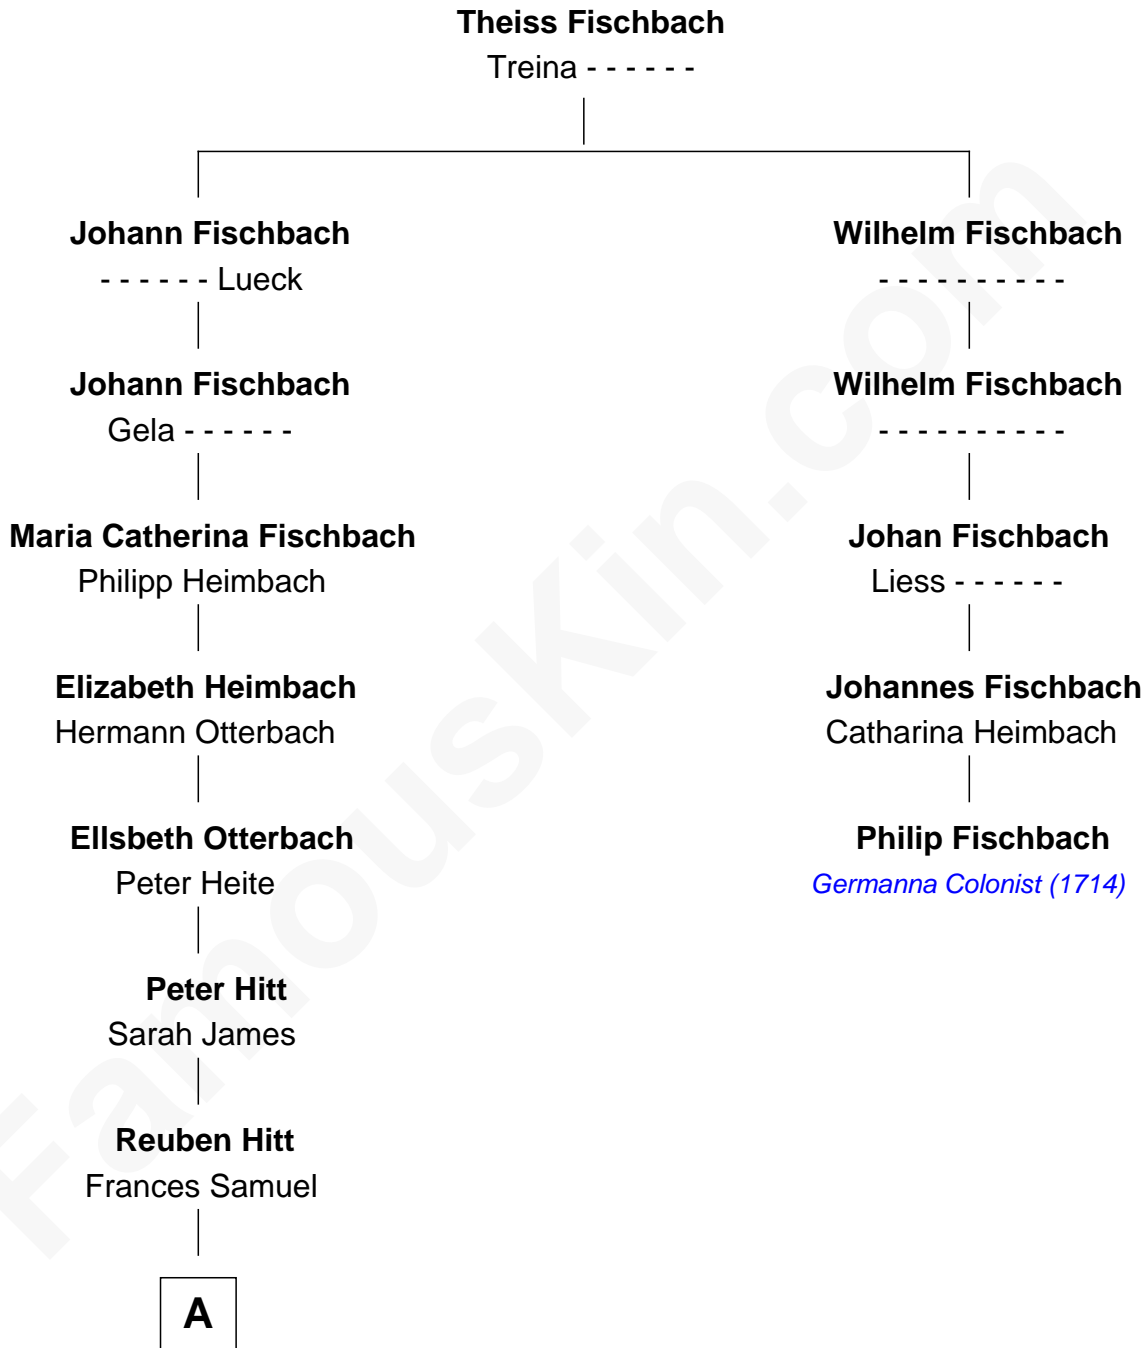 Theiss Fischbach
Treina - - - - - -
Johann Fischbach
- - - - - - Lueck
Wilhelm Fischbach
- - - - - - - - - -
Johann Fischbach
Gela - - - - - -
Wilhelm Fischbach
- - - - - - - - - -
Maria Catherina Fischbach
Philipp Heimbach
Johan Fischbach
Liess - - - - - -
Elizabeth Heimbach
Hermann Otterbach
Johannes Fischbach
Catharina Heimbach
Ellsbeth Otterbach
Peter Heite
Philip Fischbach
Germanna Colonist (1714)
Peter Hitt
Sarah James
Reuben Hitt
Frances Samuel
A
FamousKin.com